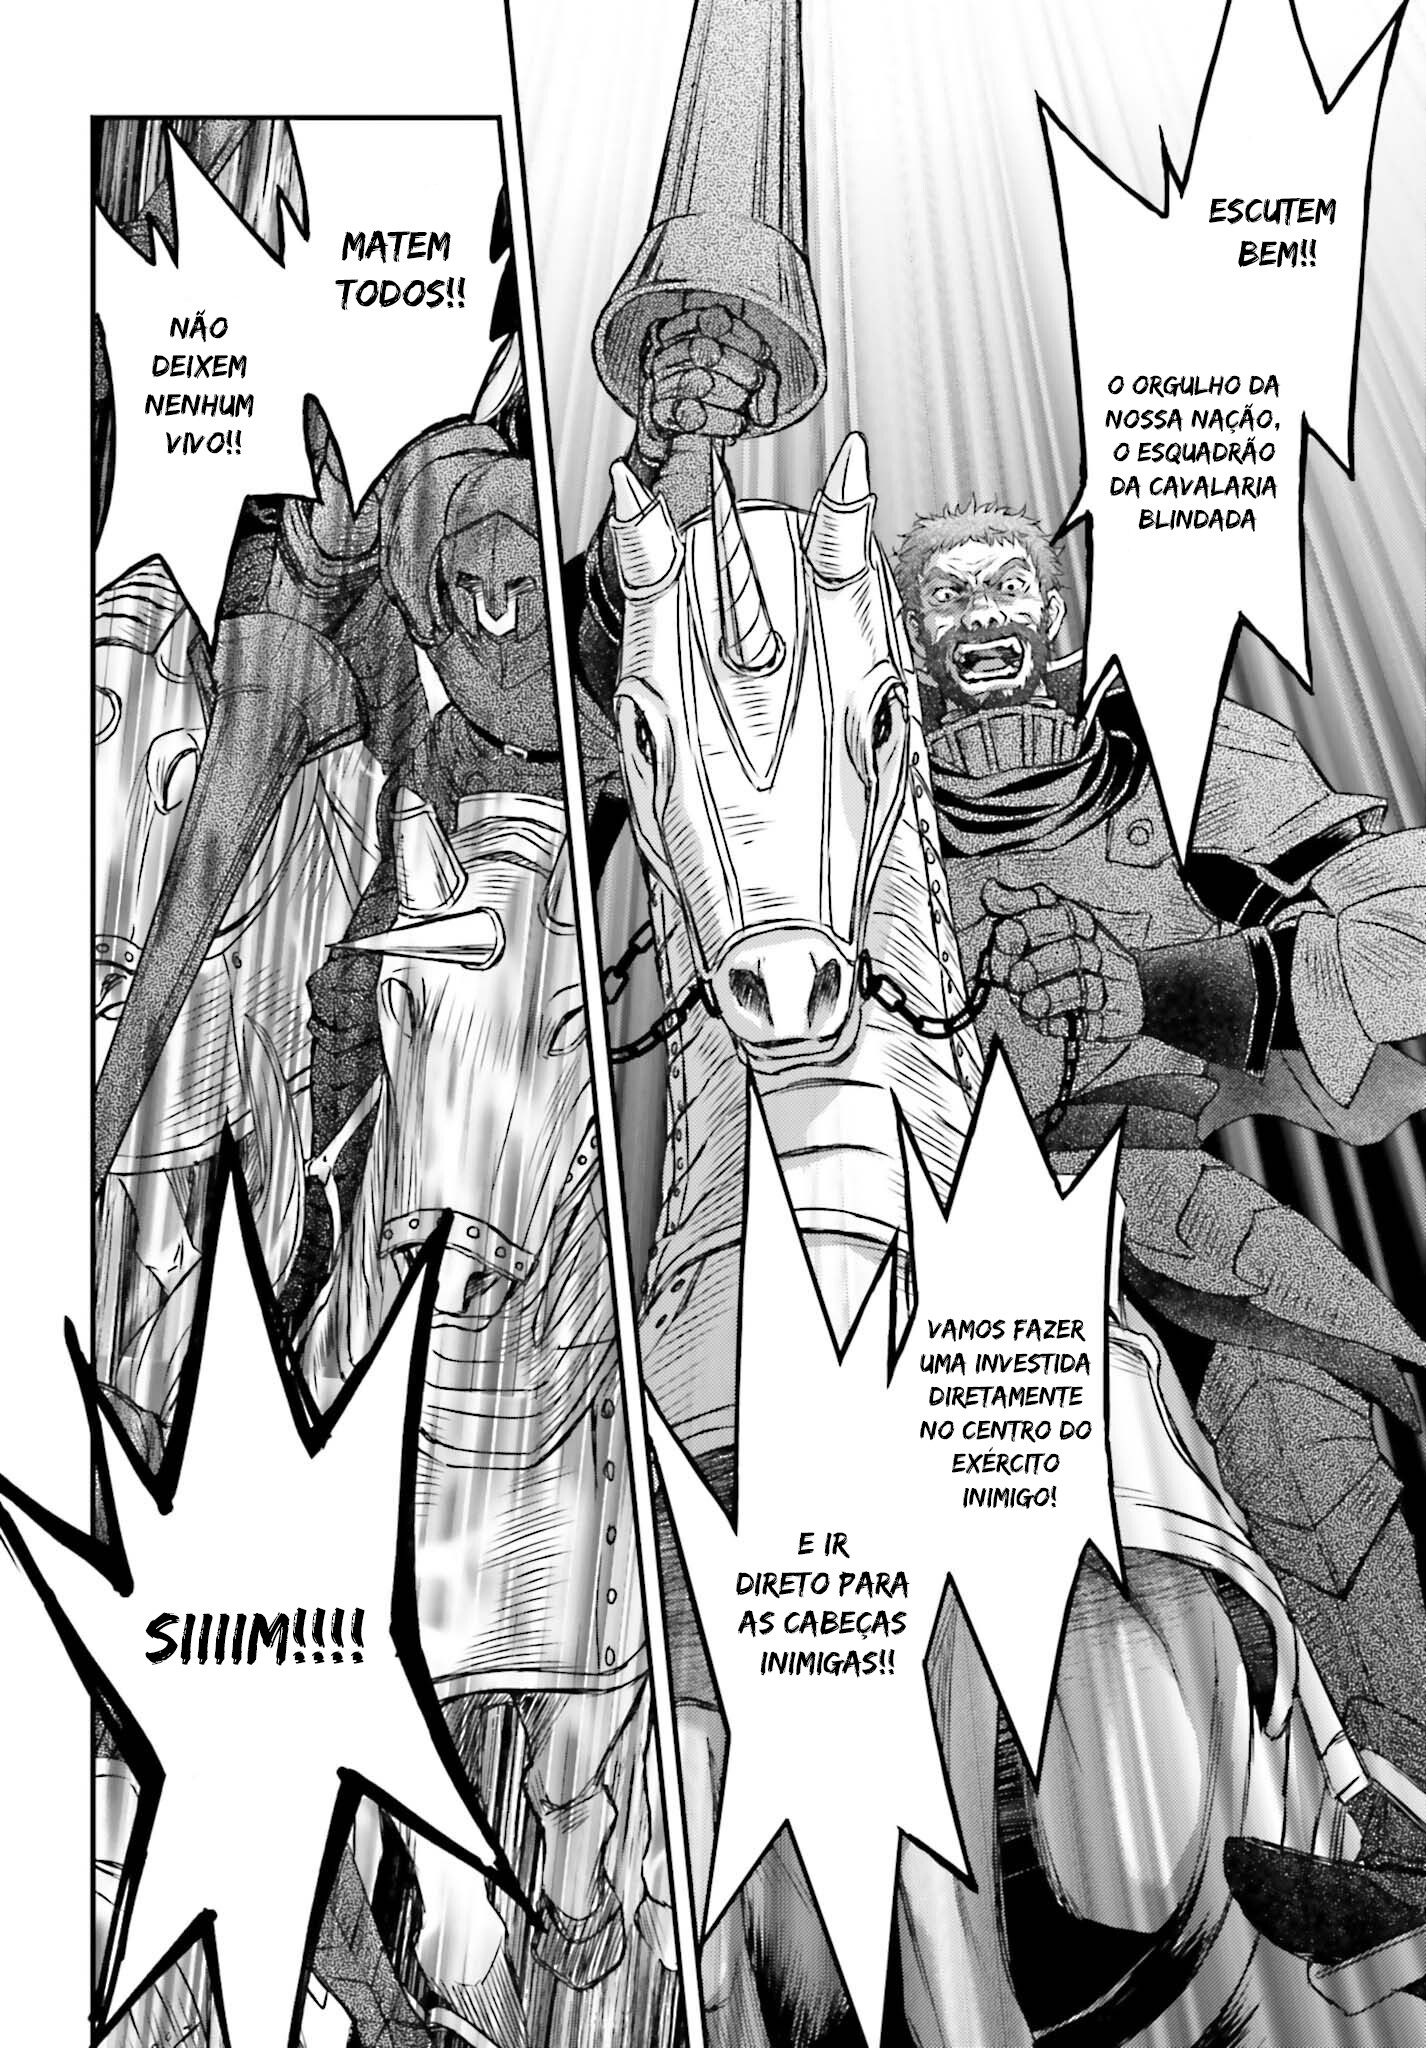 ESCUTEM
BEM!!
O ORGULHO DA
NOSSA NAÇÃO,
O ESQUADRÃO
DA CAVALARIA
BLINDADA
VAMOS FAZER
UMA INVESTIDA
DIRETAMENTE
NO CENTRO DO
EXÉRCITO
INIMIGO!
E IR
DIRETO PARA
AS CABEÇAS
INIMIGAS!!
MATEM
TODOS!!
NÃO
DEIXEM
NENHUM
VIVO!!
SIIIIM!!!!